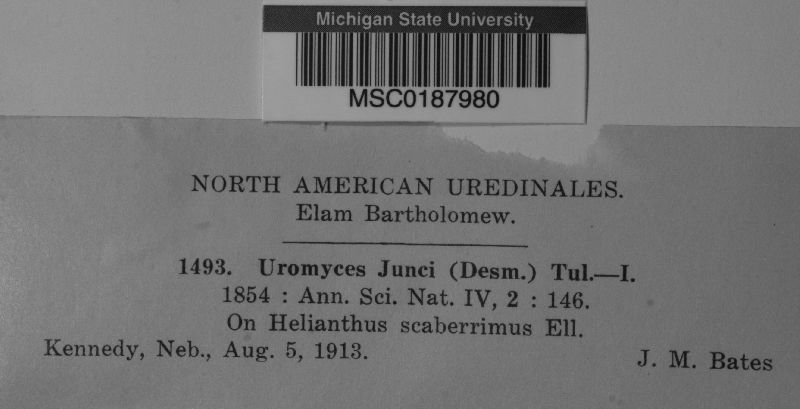 Michigan State University
MSC0187980
NORTH AMERICAN UREDINALES.
Elam Bartholomew.
1493. Uromyces Junci (Desm.) Tul.—I.
1854 : Ann. Sci. Nat. IV, 2 : 146.
On Helianthus scaberrimus Ell.
Kennedy, Neb., Aug. 5, 1913. J. M. Bates